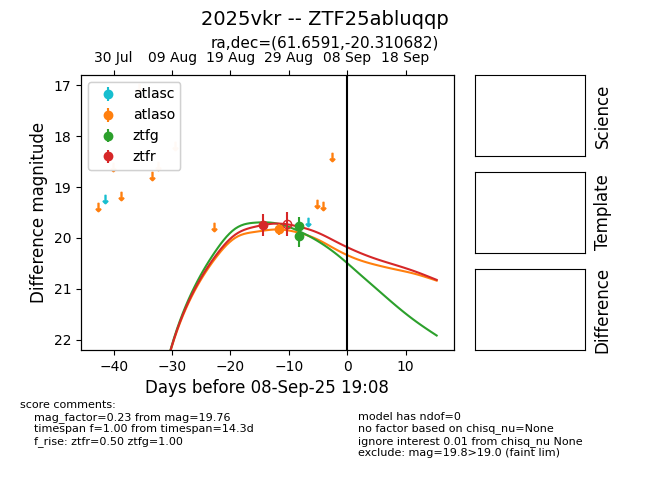 2025vkr -- ZTF25abluqqp
ra,dec=(61.6591,-20.310682)
30 Jul 09 Aug 19 Aug 29 Aug 08 Sep 18 Sep
17
18
19
20
21
22
Difference magnitude
atlasc
atlaso
ztfg
ztfr
−40 −30 −20 −10 0 10
Days before 08-Sep-25 19:08
Science
Template
Difference
score comments:
mag_factor=0.23 from mag=19.76
timespan f=1.00 from timespan=14.3d
f_rise: ztfr=0.50 ztfg=1.00
model has ndof=0
no factor based on chisq_nu=None
ignore interest 0.01 from chisq_nu None
exclude: mag=19.8>19.0 (faint lim)